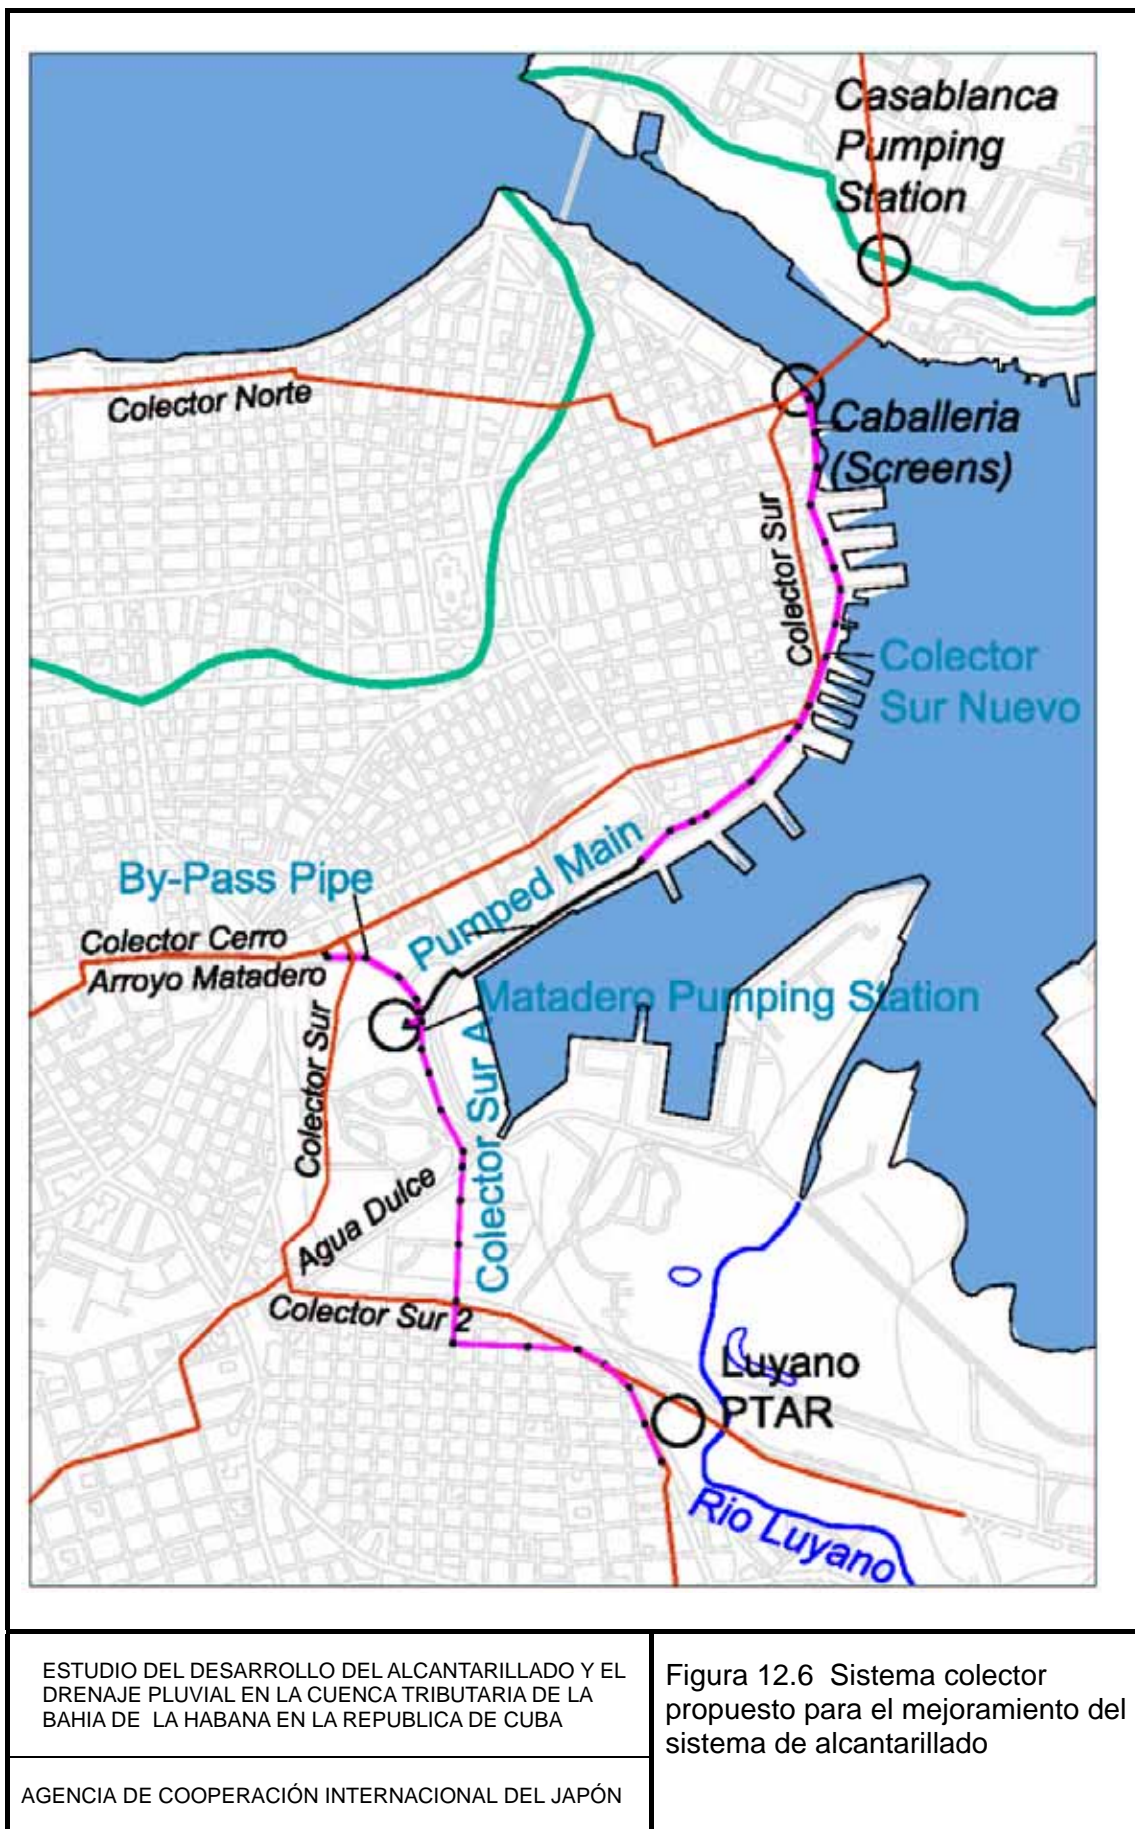 Casablanca
Pumping
Station
Colector Norte
Caballeria
(Screens)
Colector Sur
Colector
Sur Nuevo
Pumped Main
By-Pass Pipe
Colector Cerro
Arroyo Matadero
Matadero Pumping Station
Colector Sur
Colector Sur A
Agua Dulce
Colector Sur 2
Luyano
PTAR
Rio Luyano
ESTUDIO DEL DESARROLLO DEL ALCANTARILLADO Y EL
DRENAJE PLUVIAL EN LA CUENCA TRIBUTARIA DE LA
BAHIA DE LA HABANA EN LA REPUBLICA DE CUBA
AGENCIA DE COOPERACIÓN INTERNACIONAL DEL JAPÓN
Figura 12.6 Sistema colector
propuesto para el mejoramiento del
sistema de alcantarillado